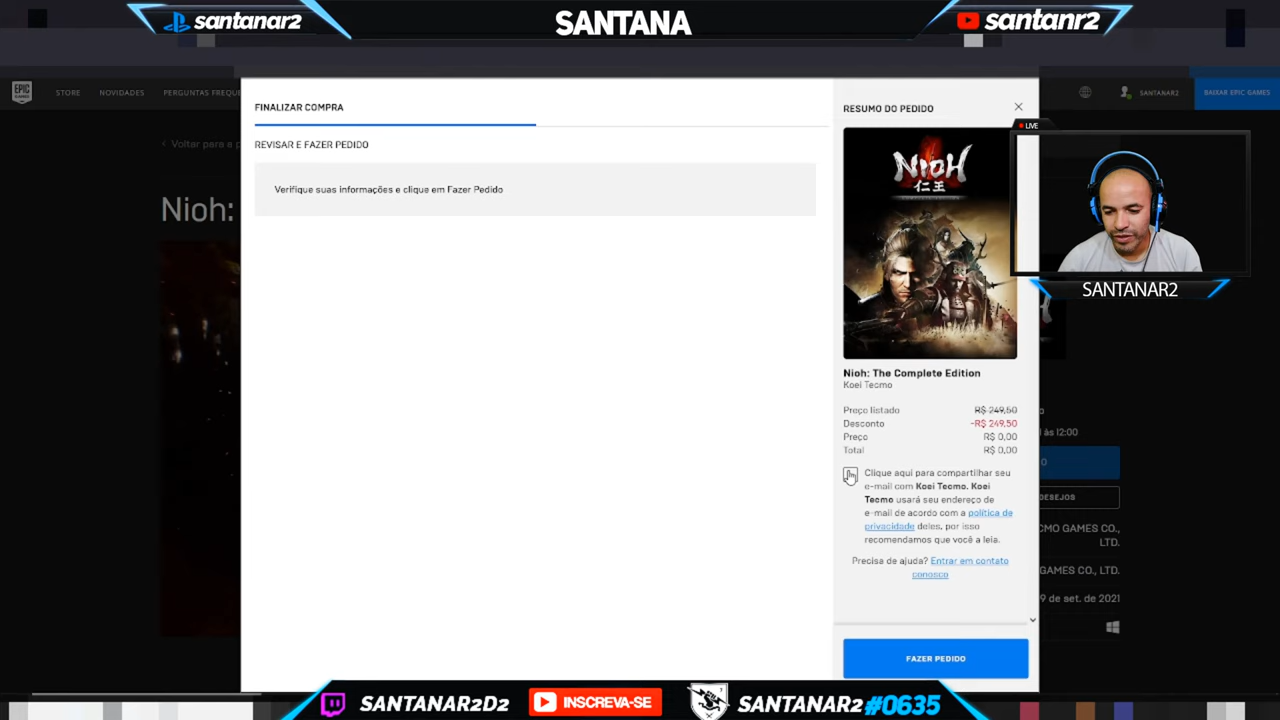 santanar2
SANTANA
santanr2
EPIC GAMES
STORE
NOVIDADES
PERGUNTAS FREQUE
SANTANAR2
BAIXAR EPIC GAMES
Voltar para a p
Nioh:
FINALIZAR COMPRA
REVISAR E FAZER PEDIDO
Verifique suas informações e clique em Fazer Pedido
RESUMO DO PEDIDO
NIOH
仁王
Nioh: The Complete Edition
Koei Tecmo
Preço listado R$ 249,50
Desconto -R$ 249,50
Preço R$ 0,00
Total R$ 0,00
Clique aqui para compartilhar seu
e-mail com Koei Tecmo. Koei
Tecmo usará seu endereço de
e-mail de acordo com a política de
privacidade deles, por isso
recomendamos que você a leia.
Precisa de ajuda? Entrar em contato
conosco
FAZER PEDIDO
LIVE
SANTANAR2
o
l às 12:00
O
DESEJOS
CMO GAMES CO.,
LTD.
GAMES CO., LTD.
9 de set. de 2021
SANTANAR2D2
INSCREVA-SE
SANTANAR2#0635